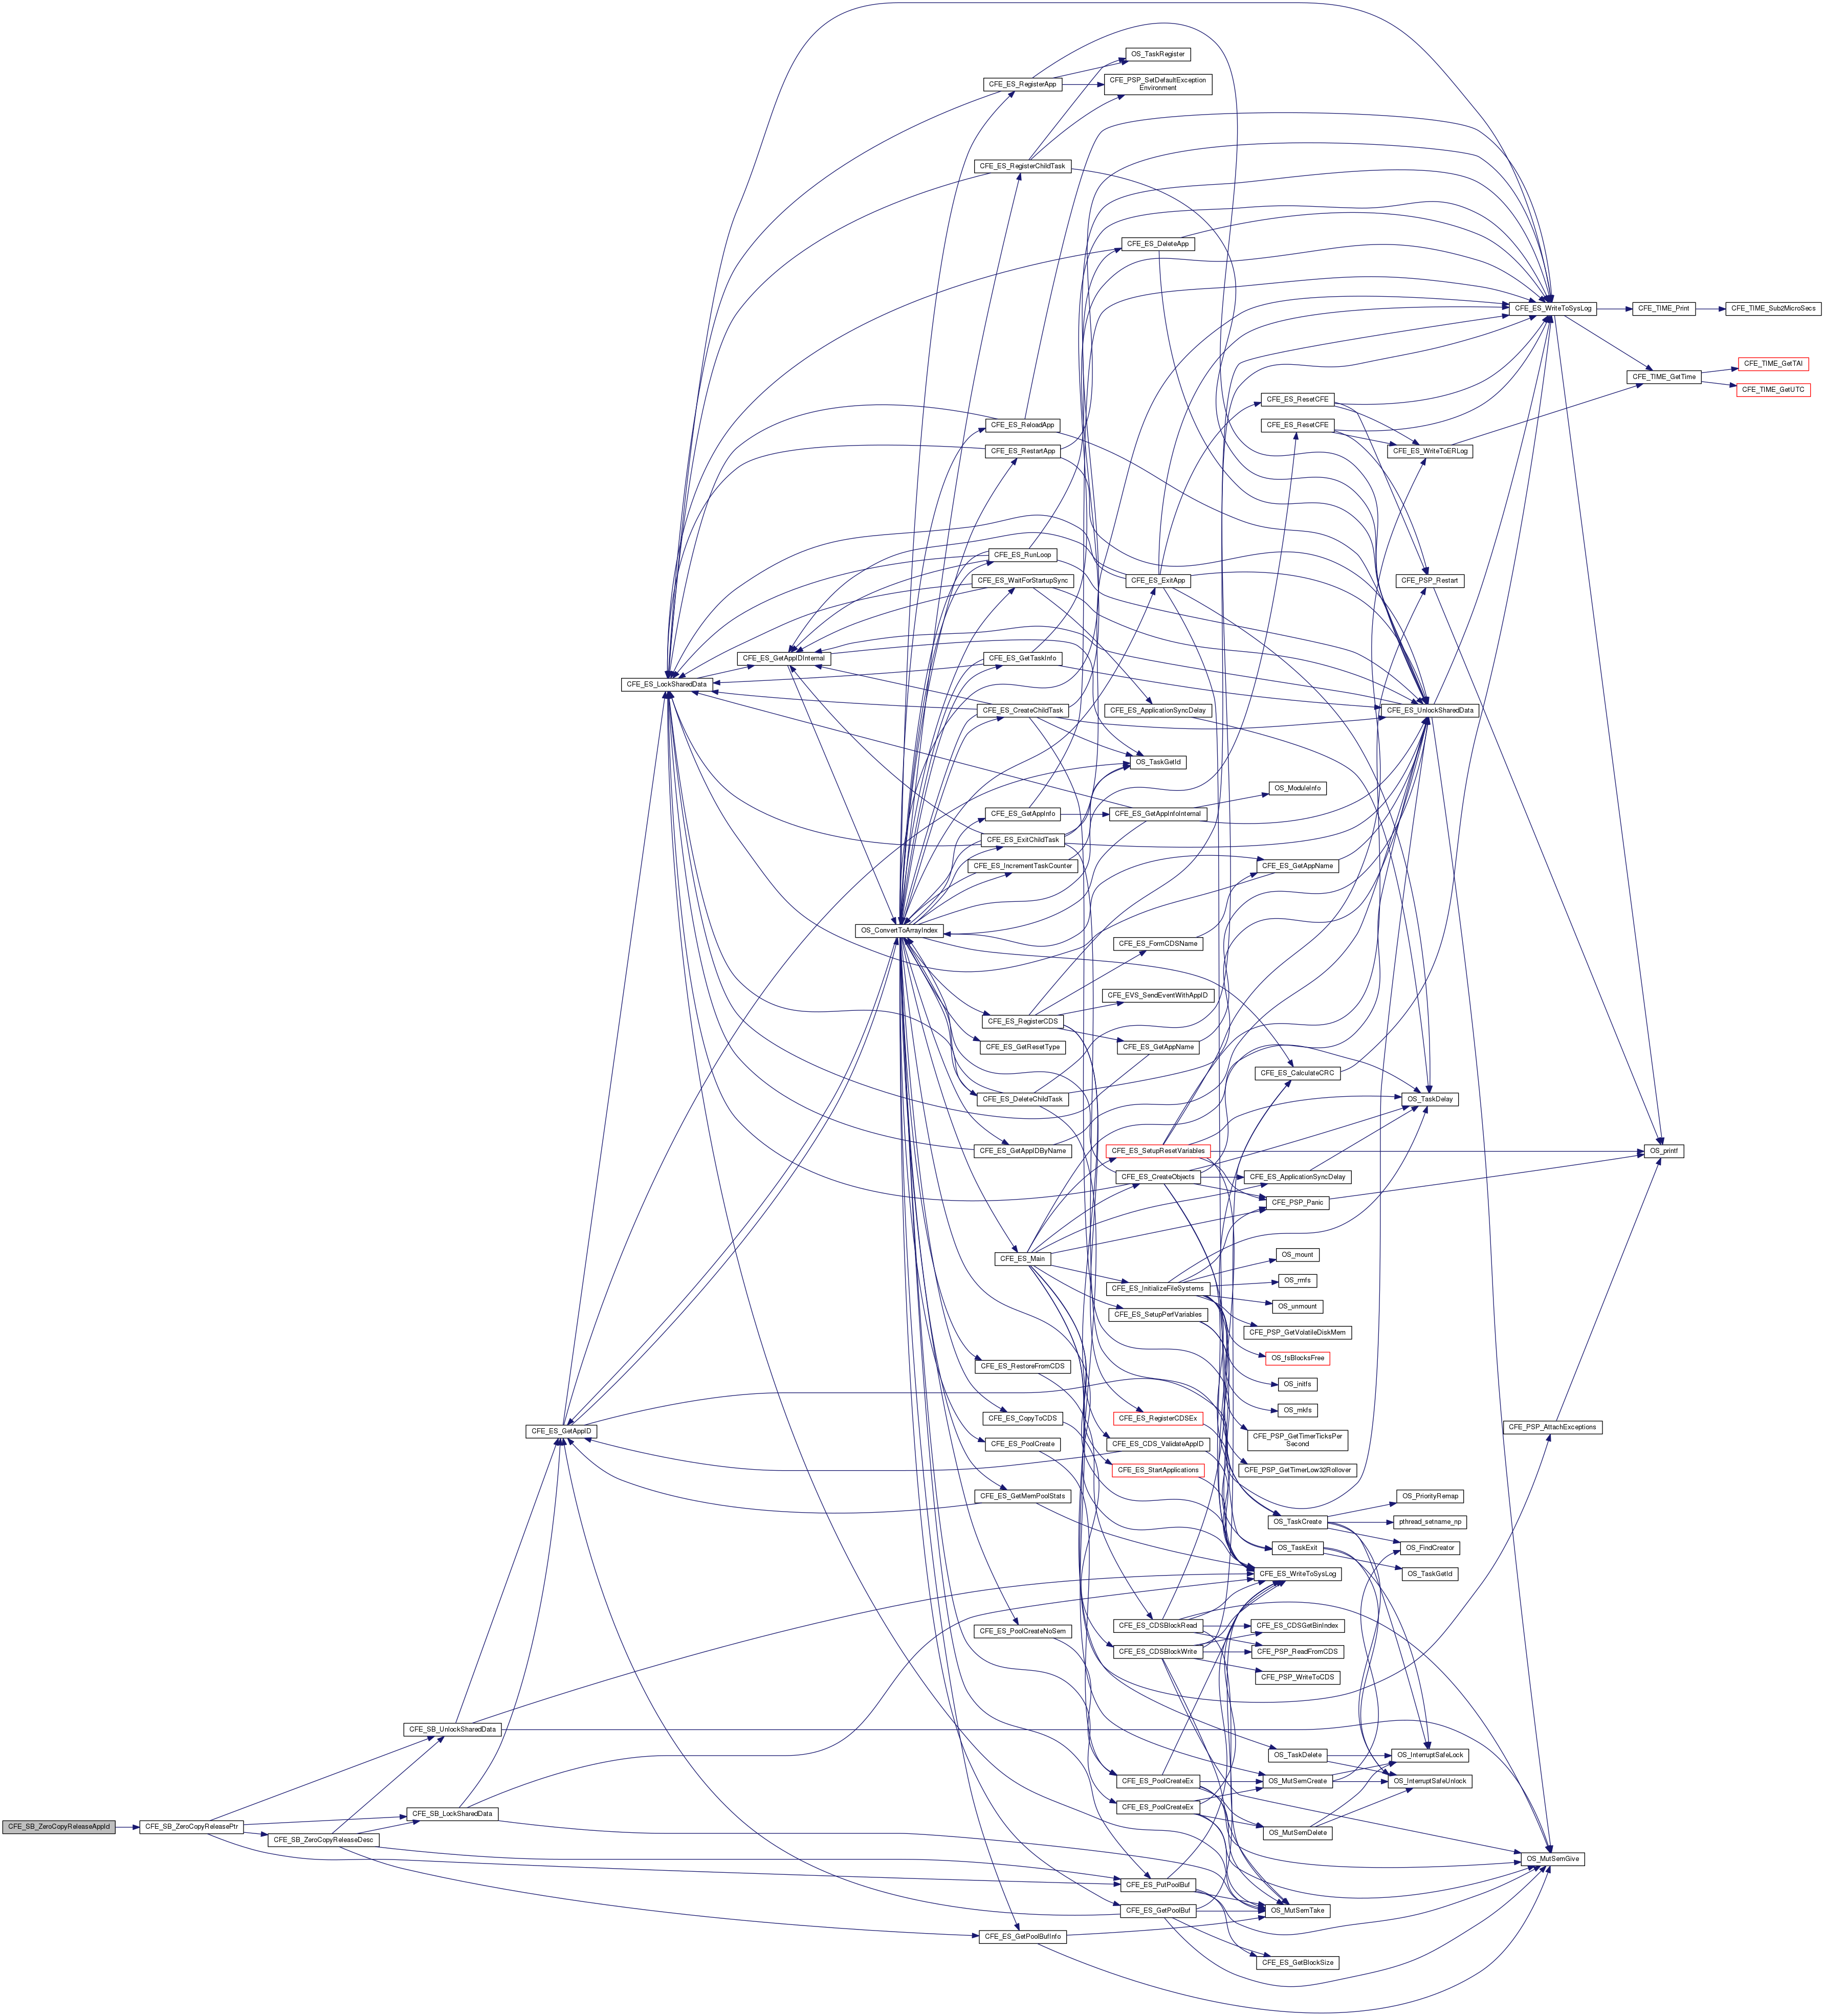 OS_TaskRegister
CFE_ES_RegisterApp
CFE_PSP_SetDefaultException
Environment
CFE_ES_RegisterChildTask
CFE_ES_DeleteApp
CFE_ES_WriteToSysLog
CFE_TIME_Print
CFE_TIME_Sub2MicroSecs
CFE_TIME_GetTAI
CFE_TIME_GetTime
CFE_TIME_GetUTC
CFE_ES_ResetCFE
CFE_ES_ReloadApp
CFE_ES_ResetCFE
CFE_ES_RestartApp
CFE_ES_WriteToERLog
CFE_ES_RunLoop
CFE_ES_WaitForStartupSync
CFE_ES_ExitApp
CFE_PSP_Restart
CFE_ES_GetAppIDInternal
CFE_ES_GetTaskInfo
CFE_ES_LockSharedData
CFE_ES_CreateChildTask
CFE_ES_ApplicationSyncDelay
CFE_ES_UnlockSharedData
OS_TaskGetId
OS_ModuleInfo
CFE_ES_GetAppInfo
CFE_ES_GetAppInfoInternal
CFE_ES_ExitChildTask
CFE_ES_IncrementTaskCounter
CFE_ES_GetAppName
OS_ConvertToArrayIndex
CFE_ES_FormCDSName
CFE_EVS_SendEventWithAppID
CFE_ES_RegisterCDS
CFE_ES_GetResetType
CFE_ES_GetAppName
CFE_ES_CalculateCRC
CFE_ES_DeleteChildTask
OS_TaskDelay
CFE_ES_GetAppIDByName
CFE_ES_SetupResetVariables
OS_printf
CFE_ES_CreateObjects
CFE_ES_ApplicationSyncDelay
CFE_PSP_Panic
CFE_ES_Main
OS_mount
OS_rmfs
CFE_ES_InitializeFileSystems
OS_unmount
CFE_ES_SetupPerfVariables
CFE_PSP_GetVolatileDiskMem
OS_fsBlocksFree
CFE_ES_RestoreFromCDS
OS_initfs
OS_mkfs
CFE_ES_CopyToCDS
CFE_ES_RegisterCDSEx
CFE_PSP_AttachExceptions
CFE_ES_GetAppID
CFE_PSP_GetTimerTicksPer
Second
CFE_ES_PoolCreate
CFE_ES_CDS_ValidateAppID
CFE_ES_StartApplications
CFE_PSP_GetTimerLow32Rollover
CFE_ES_GetMemPoolStats
OS_PriorityRemap
OS_TaskCreate
pthread_setname_np
OS_TaskExit
OS_FindCreator
CFE_ES_WriteToSysLog
OS_TaskGetId
CFE_ES_CDSBlockRead
CFE_ES_CDSGetBinIndex
CFE_ES_PoolCreateNoSem
CFE_ES_CDSBlockWrite
CFE_PSP_ReadFromCDS
CFE_PSP_WriteToCDS
CFE_SB_UnlockSharedData
OS_TaskDelete
OS_InterruptSafeLock
CFE_ES_PoolCreateEx
OS_MutSemCreate
OS_InterruptSafeUnlock
CFE_ES_PoolCreateEx
CFE_SB_LockSharedData
CFE_SB_ZeroCopyReleaseAppId
CFE_SB_ZeroCopyReleasePtr
OS_MutSemDelete
CFE_SB_ZeroCopyReleaseDesc
OS_MutSemGive
CFE_ES_PutPoolBuf
CFE_ES_GetPoolBuf
OS_MutSemTake
CFE_ES_GetPoolBufInfo
CFE_ES_GetBlockSize